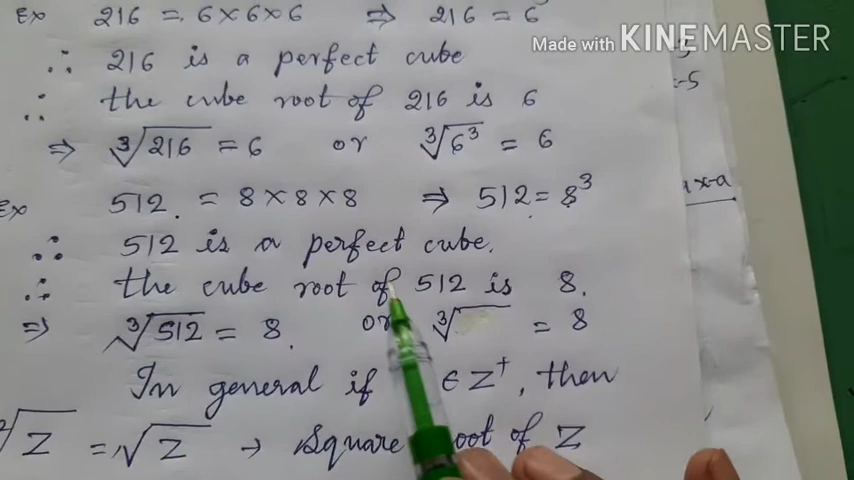 Ex 216 = 6×6×6 ⇒ 216 = 6
Made with KINEMASTER
∴ 216 is a perfect cube
-5
∴ the cube root of 216 is 6
⇒ ∛216 = 6 or ∛6³ = 6
x-a
Ex 512 = 8×8×8 ⇒ 512 = 8³
∴ 512 is a perfect cube.
∴ the cube root of 512 is 8.
⇒ ∛512 = 8. or ∛ = 8
In general if ∈ Z⁺, then
²√Z = √Z → Square root of Z